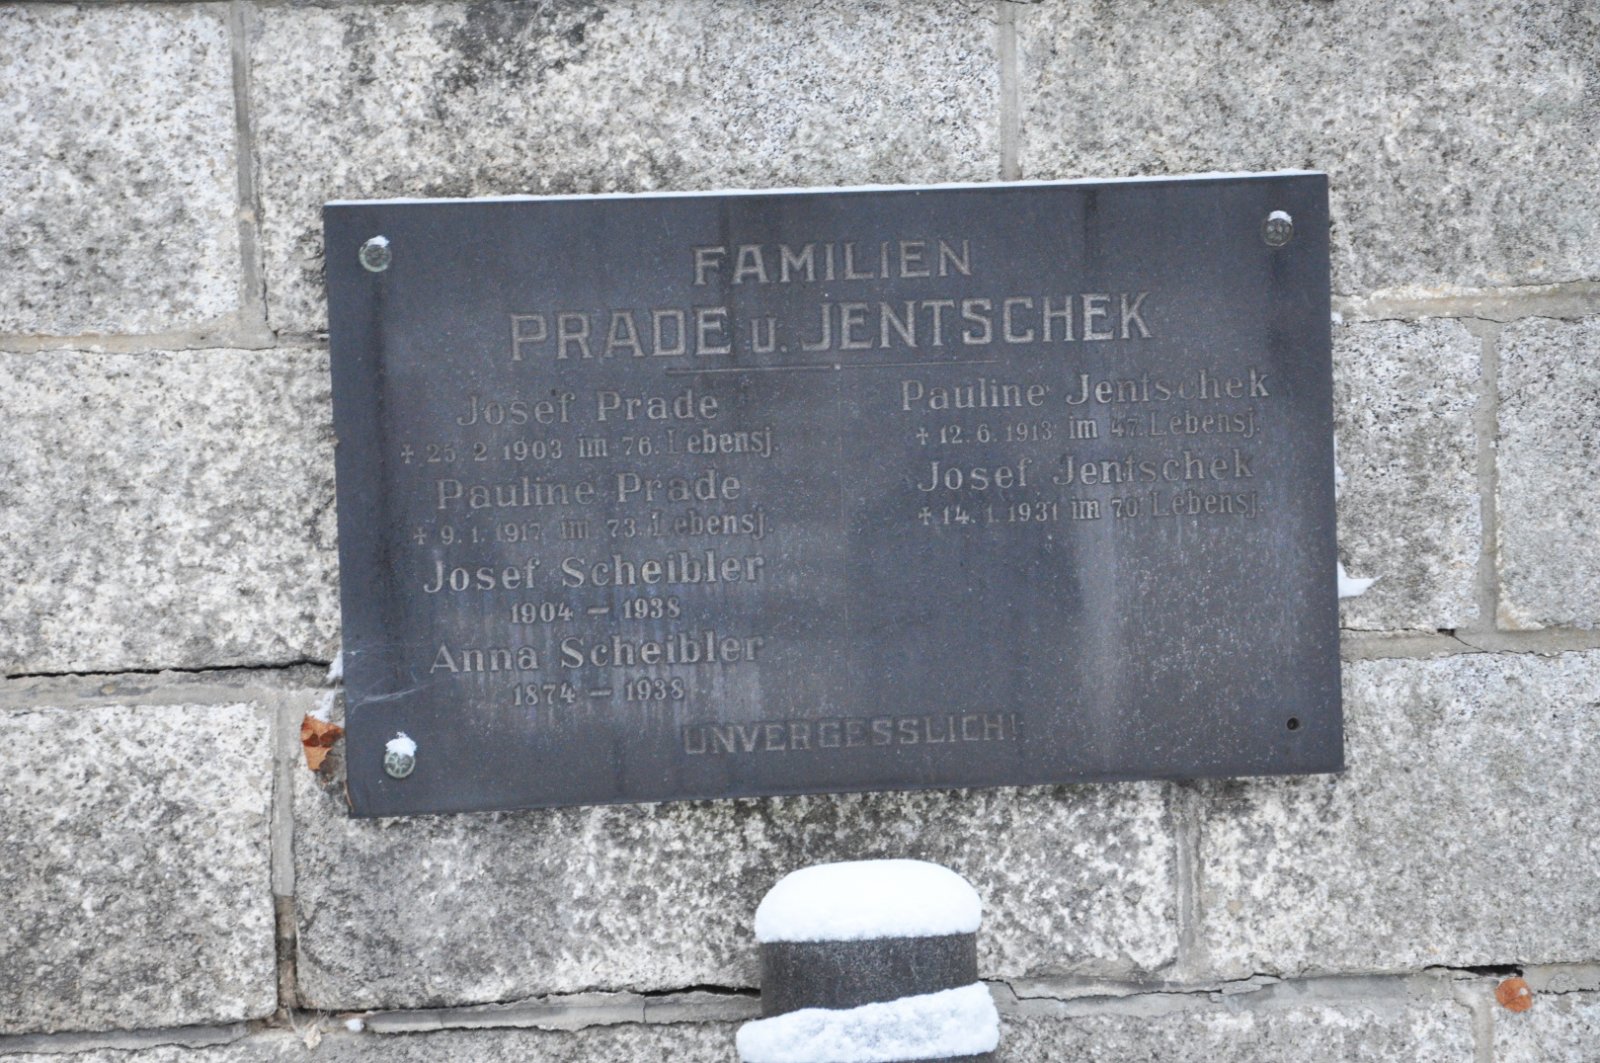 FAMILIEN
PRADE U. JENTSCHEK
Josef Prade
✝ 25. 2. 1903 im 76. Lebensj.
Pauline Prade
✝ 9. 1. 1917 im 73. Lebensj.
Josef Scheibler
1904 – 1938
Anna Scheibler
1874 – 1938
Pauline Jentschek
✝ 12. 6. 1913 im 47. Lebensj.
Josef Jentschek
✝ 14. 1. 1931 im 70. Lebensj.
UNVERGESSLICH!